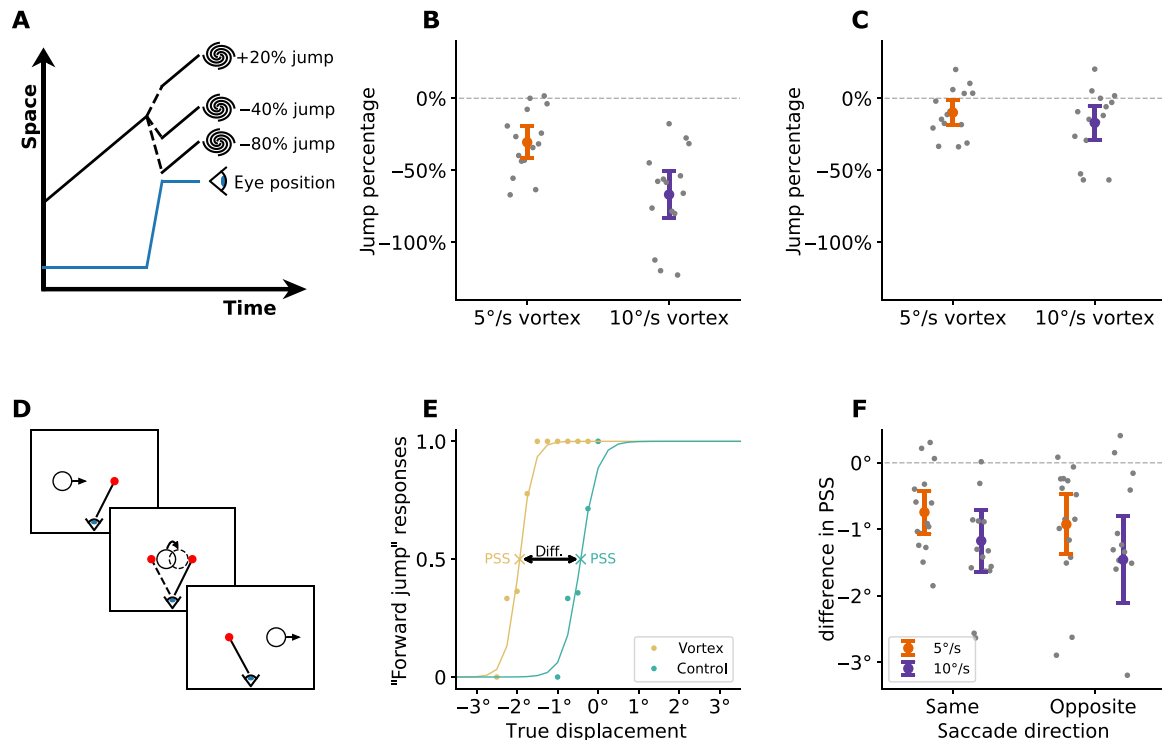 A
Space
+20% jump
−40% jump
−80% jump
Eye position
Time
B
Jump percentage
0%
−50%
−100%
5°/s vortex
10°/s vortex
C
Jump percentage
0%
−50%
−100%
5°/s vortex
10°/s vortex
D
E
"Forward jump" responses
1.0
0.5
0
PSS
Diff.
PSS
Vortex
Control
−3° −2° −1° 0° 1° 2° 3°
True displacement
F
difference in PSS
0°
−1°
−2°
−3°
5°/s
10°/s
Same
Opposite
Saccade direction